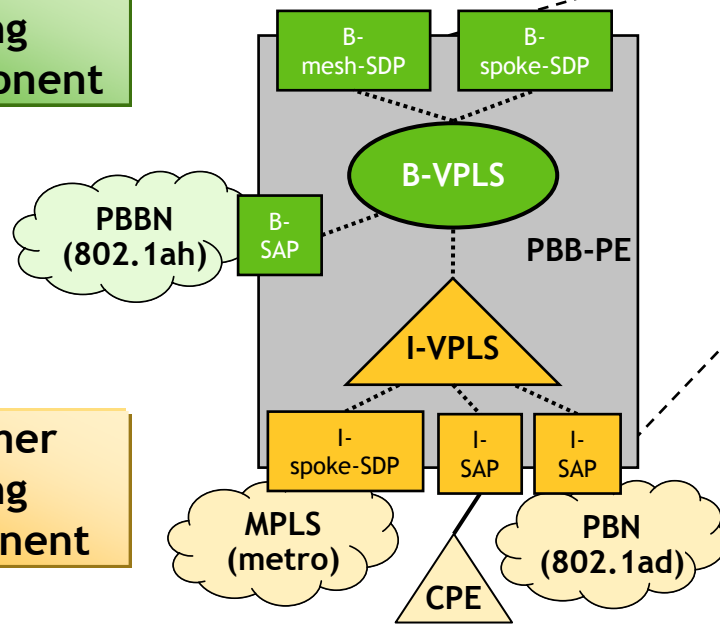 ng
onent
B-
mesh-SDP
B-
spoke-SDP
B-VPLS
PBBN
(802.1ah)
B-
SAP
PBB-PE
I-VPLS
ner
ng
nent
I-
spoke-SDP
I-
SAP
I-
SAP
MPLS
(metro)
CPE
PBN
(802.1ad)